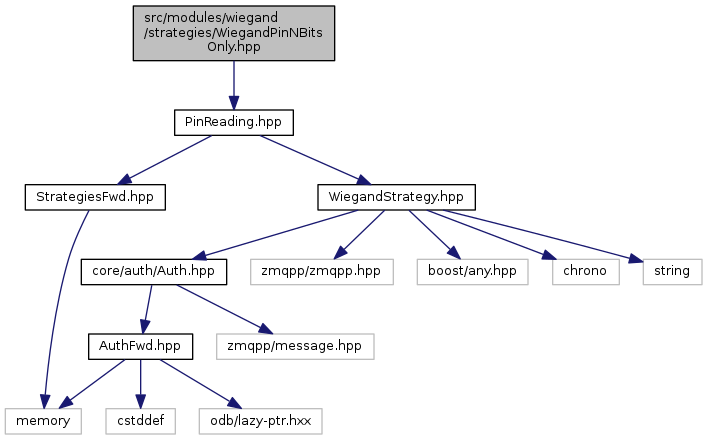 src/modules/wiegand
/strategies/WiegandPinNBits
Only.hpp
PinReading.hpp
StrategiesFwd.hpp
WiegandStrategy.hpp
core/auth/Auth.hpp
zmqpp/zmqpp.hpp
boost/any.hpp
chrono
string
AuthFwd.hpp
zmqpp/message.hpp
memory
cstddef
odb/lazy-ptr.hxx